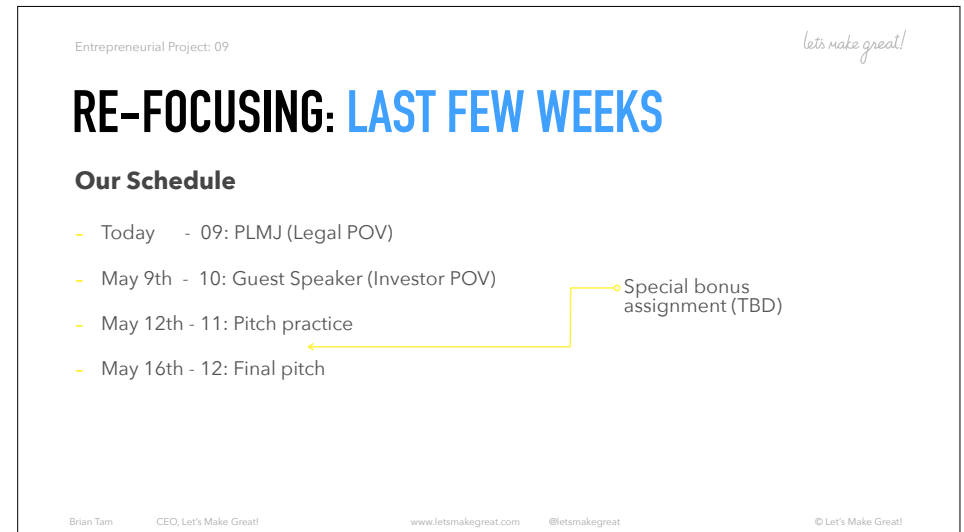 Entrepreneurial Project: 09
let's make great!
RE-FOCUSING: LAST FEW WEEKS
Our Schedule
– Today - 09: PLMJ (Legal POV)
– May 9th - 10: Guest Speaker (Investor POV)
Special bonus
assignment (TBD)
– May 12th - 11: Pitch practice
– May 16th - 12: Final pitch
Brian Tam CEO, Let's Make Great! www.letsmakegreat.com @letsmakegreat © Let's Make Great!